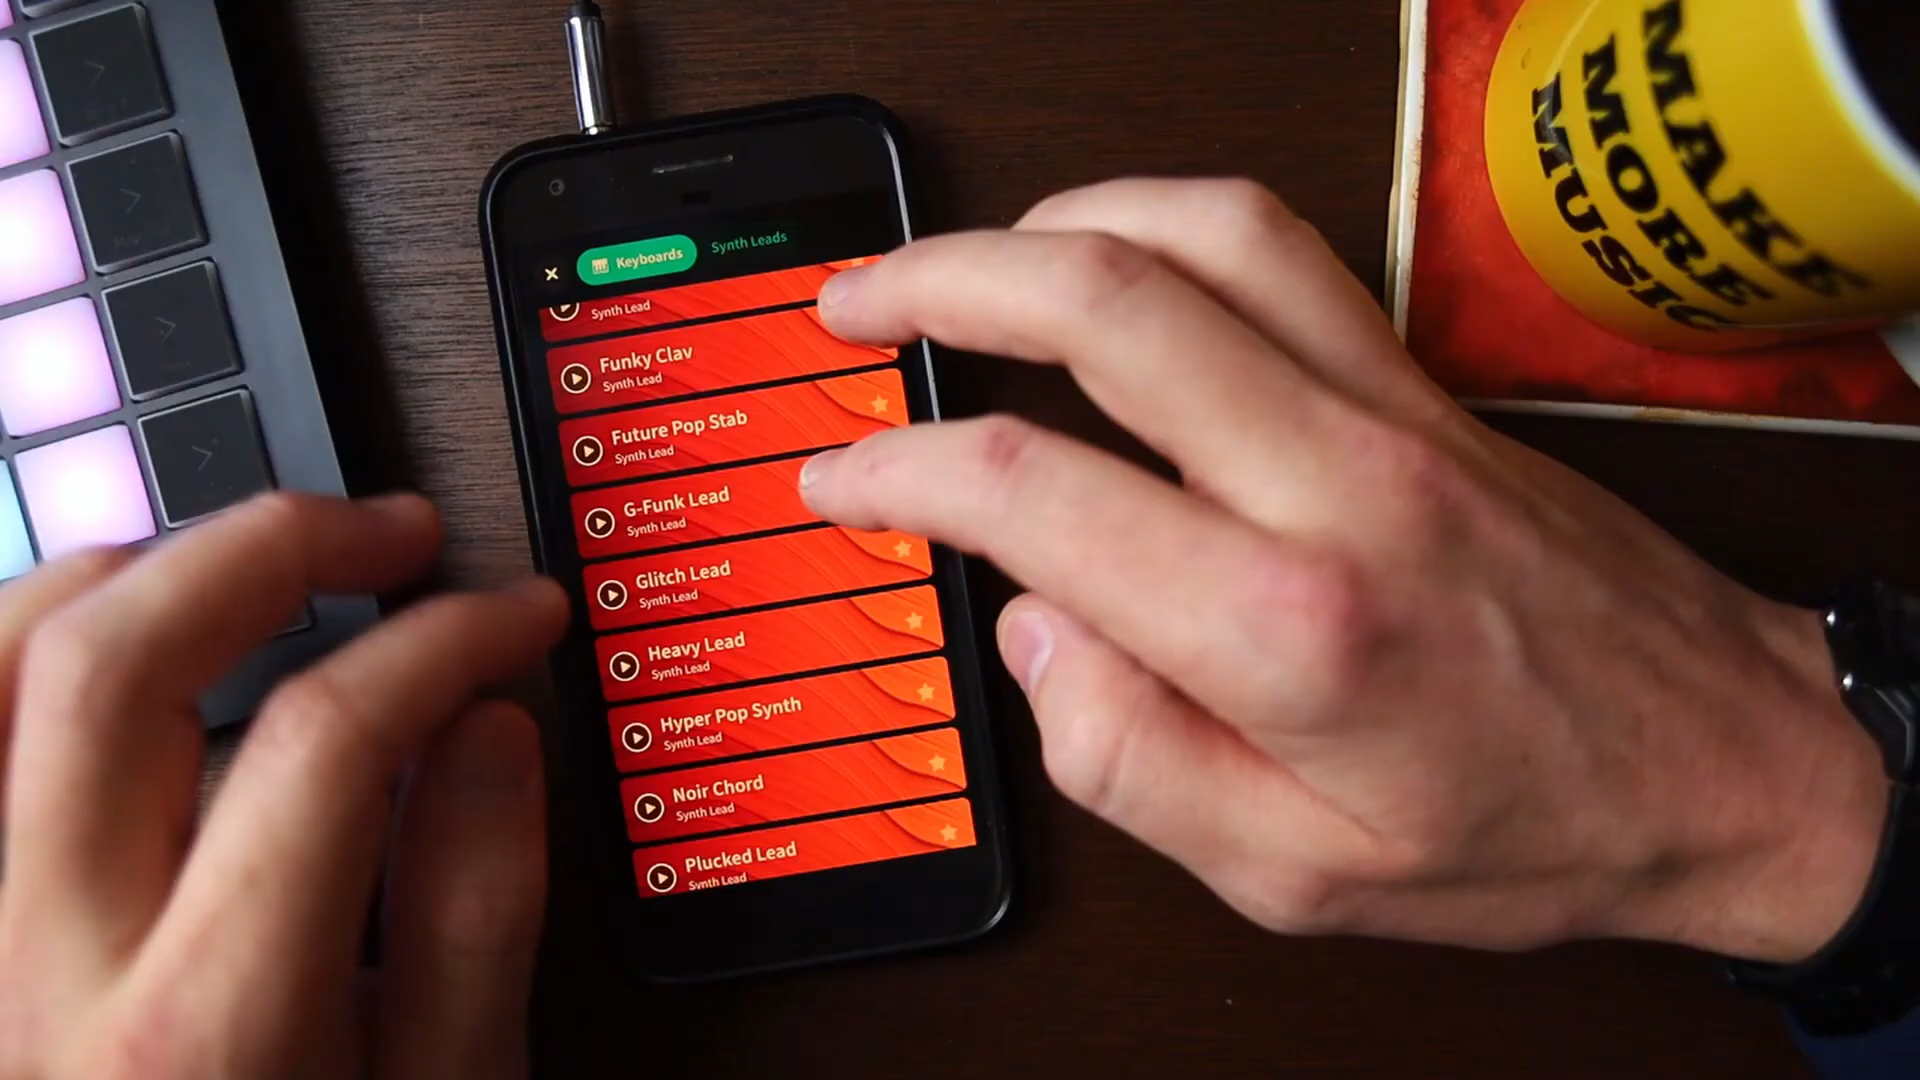 Keyboards
Synth Leads
Synth Lead
Funky Clav
Synth Lead
Future Pop Stab
Synth Lead
G-Funk Lead
Synth Lead
Glitch Lead
Synth Lead
Heavy Lead
Synth Lead
Hyper Pop Synth
Synth Lead
Noir Chord
Synth Lead
Plucked Lead
Synth Lead
MAKE
MORE
MUSIC